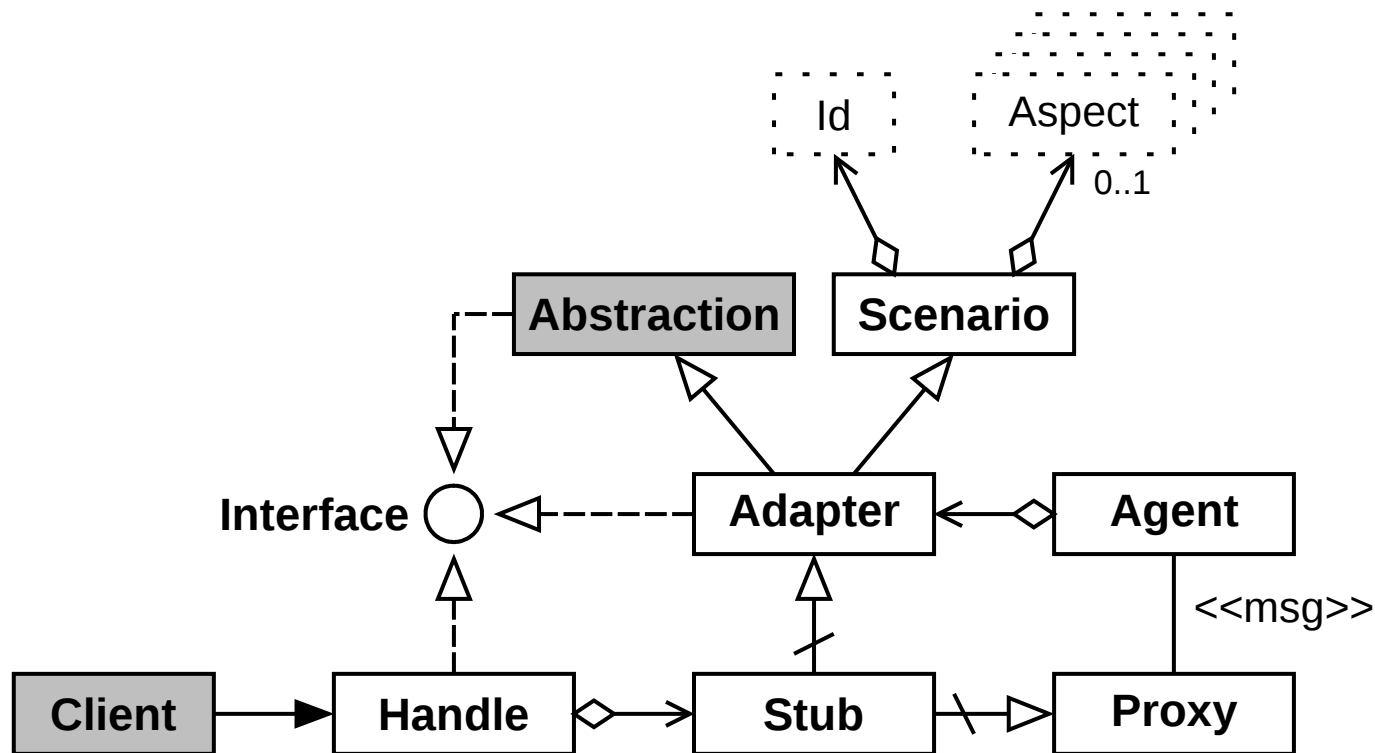 Id
Aspect
0..1
Abstraction
Scenario
Interface
Adapter
Agent
<<msg>>
Client
Handle
Stub
Proxy